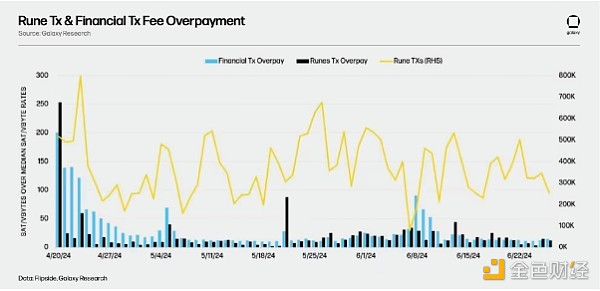 Rune Tx & Financial Tx Fee Overpayment
Source: Galaxy Research
galaxy
Financial Tx Overpay Runes Tx Overpay Rune TXs (RHS)
SAT/VBYTES OVER MEDIAN SAT/VBYTE RATES
300 800K
250 700K
600K
200 500K
150 400K
100 300K
200K
50 100K
0 0K
4/20/24 4/27/24 5/4/24 5/11/24 5/18/24 5/25/24 6/1/24 6/8/24 6/15/24 6/22/24
Data: Flipside, Galaxy Research
金色财经